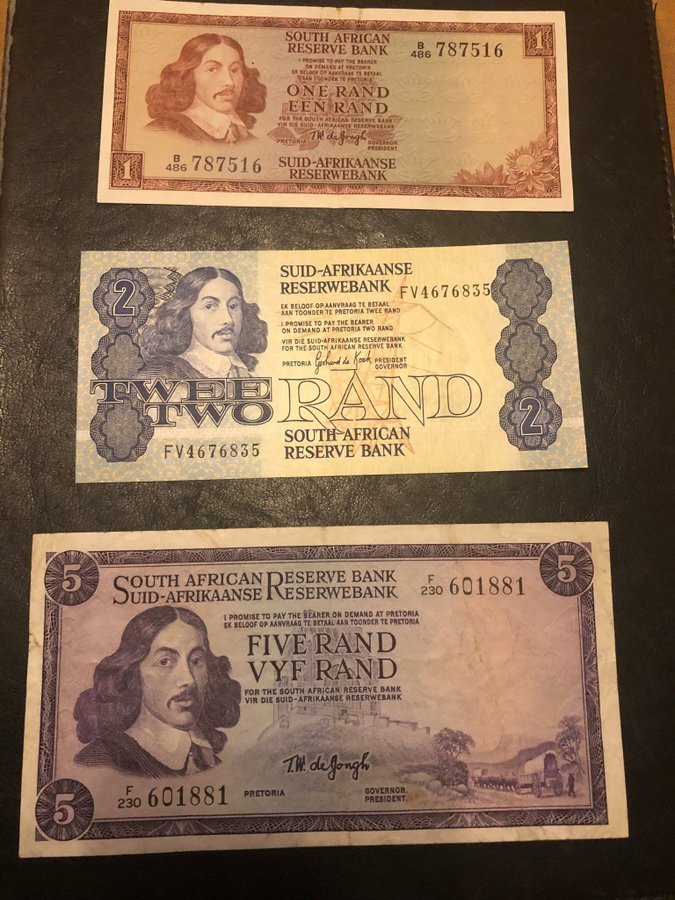 SOUTH AFRICAN
RESERVE BANK
B/486 787516
1
I PROMISE TO PAY THE BEARER
ON DEMAND AT PRETORIA
EK BELOOF OP AANVRAAG TE BETAAL
AAN TOONDER TE PRETORIA
ONE RAND
EEN RAND
FOR THE SOUTH AFRICAN RESERVE BANK
VIR DIE SUID-AFRIKAANSE RESERWEBANK
T.W. de Jongh
PRETORIA
GOVERNOR.
PRESIDENT.
1
B/486 787516
SUID-AFRIKAANSE
RESERWEBANK
2
SUID-AFRIKAANSE
RESERWEBANK
FV4676835
EK BELOOF OP AANVRAAG TE BETAAL
AAN TOONDER TE PRETORIA TWEE RAND
I PROMISE TO PAY THE BEARER
ON DEMAND AT PRETORIA TWO RAND
VIR DIE SUID-AFRIKAANSE RESERWEBANK
FOR THE SOUTH AFRICAN RESERVE BANK
PRETORIA Gerhard de Kock PRESIDENT
GOVERNOR
TWEE
TWO
RAND
2
FV4676835
SOUTH AFRICAN
RESERVE BANK
5
SOUTH AFRICAN RESERVE BANK
SUID-AFRIKAANSE RESERWEBANK
F/230 601881
5
I PROMISE TO PAY THE BEARER ON DEMAND AT PRETORIA
EK BELOOF OP AANVRAAG TE BETAAL AAN TOONDER TE PRETORIA
FIVE RAND
VYF RAND
FOR THE SOUTH AFRICAN RESERVE BANK
VIR DIE SUID-AFRIKAANSE RESERWEBANK
T.W. de Jongh
5
F/230 601881
PRETORIA
GOVERNOR.
PRESIDENT.